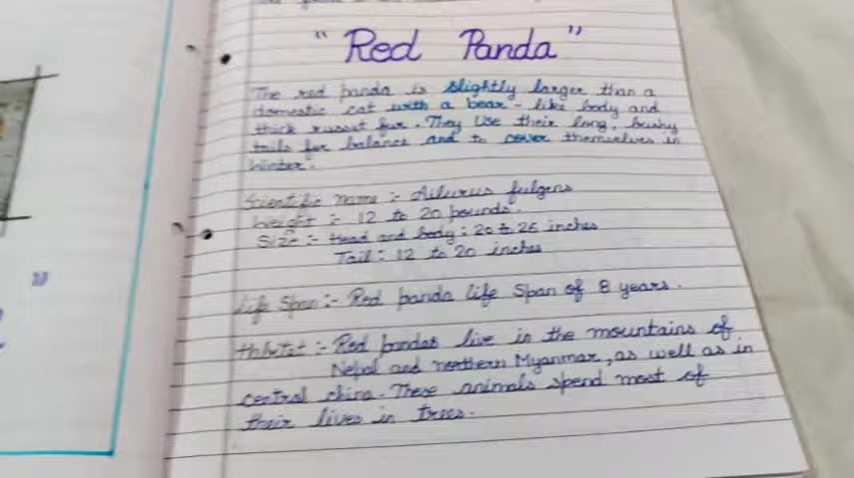 "Red Panda"
The red panda is slightly larger than a
domestic cat with a bear - like body and
thick russet fur. They use their long, bushy
tails for balance and to cover themselves in
winter.
Scientific name :- Ailurus fulgens
Weight :- 12 to 20 pounds.
Size :- Head and body : 20 to 26 inches
Tail : 12 to 20 inches
Life Span :- Red panda life Span of 8 years.
Habitat :- Red pandas live in the mountains of
Nepal and northern Myanmar, as well as in
central china. These animals spend most of
their lives in trees.